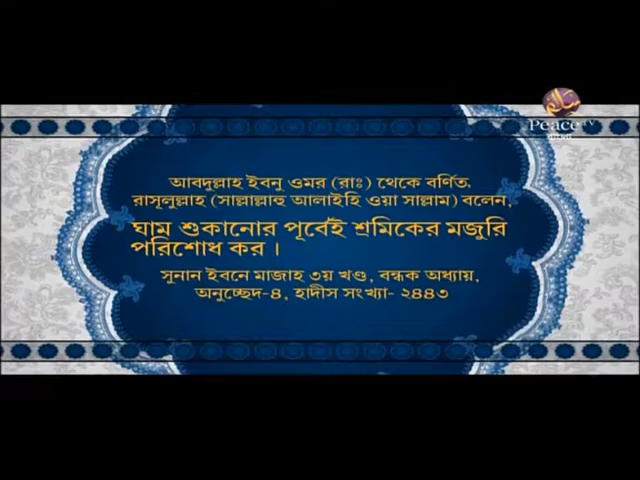 سلام
Peace TV
বাংলা
আবদুল্লাহ ইবনু ওমর (রাঃ) থেকে বর্ণিত,
রাসূলুল্লাহ (সাল্লাল্লাহু আলাইহি ওয়া সাল্লাম) বলেন,
ঘাম শুকানোর পূর্বেই শ্রমিকের মজুরি
পরিশোধ কর।
সুনান ইবনে মাজাহ ৩য় খণ্ড, বন্ধক অধ্যায়,
অনুচ্ছেদ-৪, হাদীস সংখ্যা- ২৪৪৩